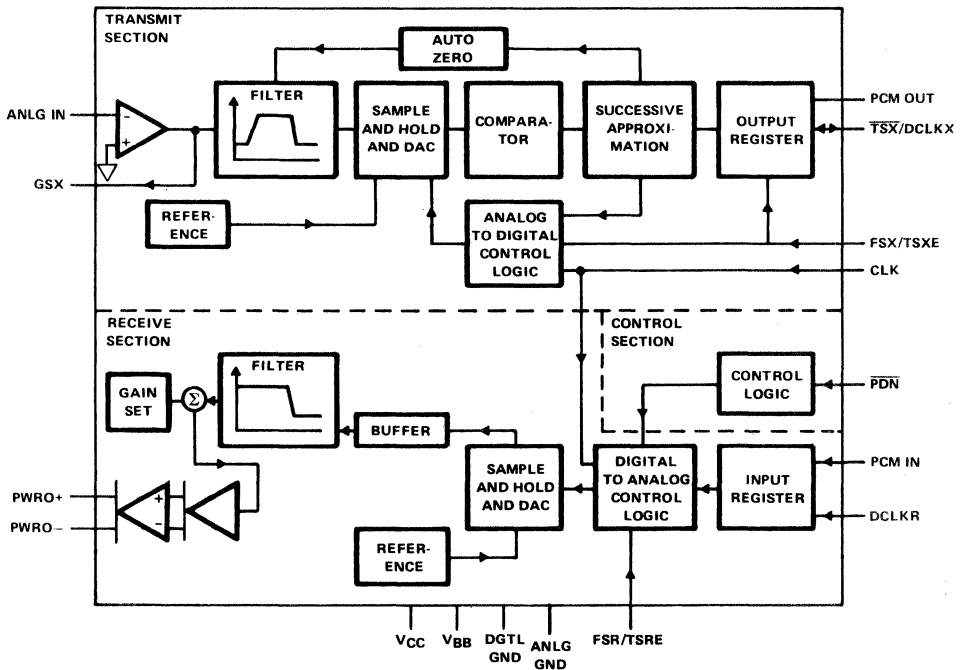 TRANSMIT
SECTION
AUTO
ZERO
ANLG IN
−
+
GSX
FILTER
SAMPLE
AND HOLD
AND DAC
COMPARA-
TOR
SUCCESSIVE
APPROXI-
MATION
OUTPUT
REGISTER
PCM OUT
TSX/DCLKX
REFER-
ENCE
ANALOG
TO DIGITAL
CONTROL
LOGIC
FSX/TSXE
CLK
RECEIVE
SECTION
CONTROL
SECTION
GAIN
SET
Σ
FILTER
BUFFER
CONTROL
LOGIC
PDN
SAMPLE
AND HOLD
AND DAC
DIGITAL
TO ANALOG
CONTROL
LOGIC
INPUT
REGISTER
PCM IN
DCLKR
PWRO+
PWRO−
+
−
REFER-
ENCE
VCC
VBB
DGTL
GND
ANLG
GND
FSR/TSRE